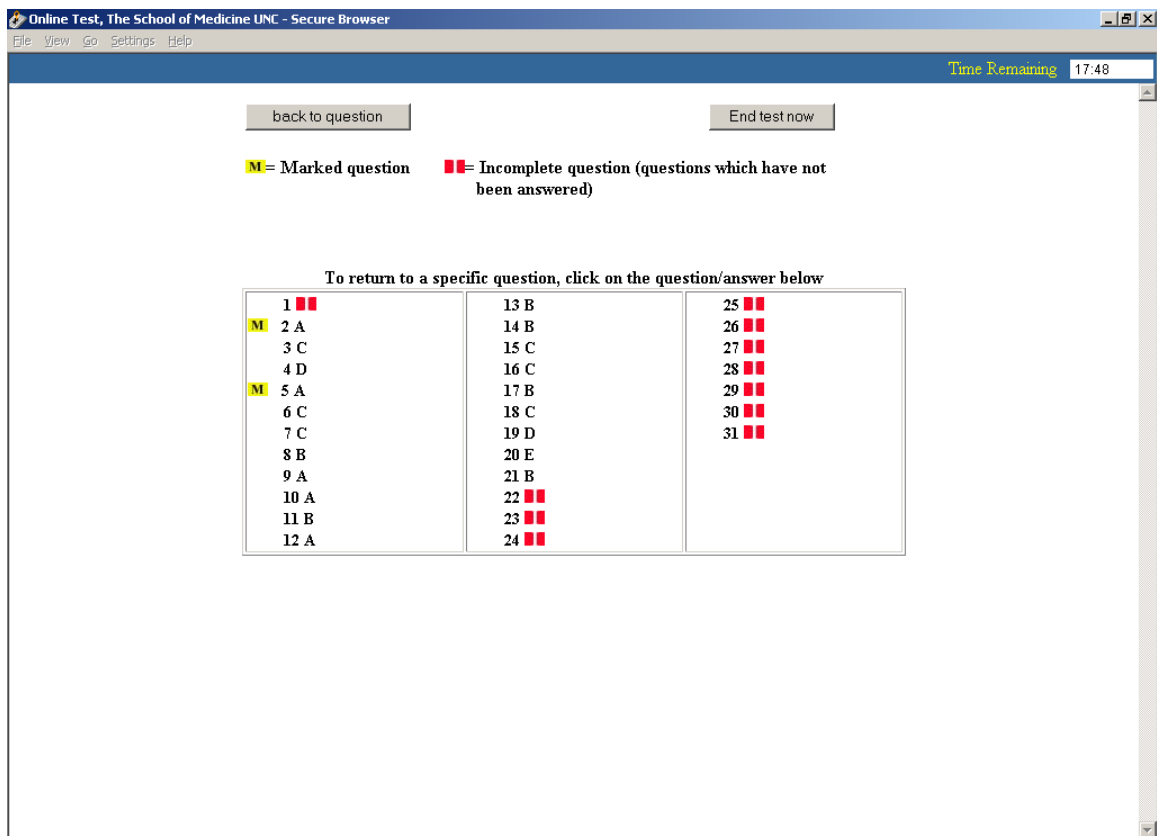 Online Test, The School of Medicine UNC - Secure Browser
File View Go Settings Help
Time Remaining 17:48
back to question
End test now
M = Marked question
= Incomplete question (questions which have not
been answered)
To return to a specific question, click on the question/answer below
1
M 2 A
3 C
4 D
M 5 A
6 C
7 C
8 B
9 A
10 A
11 B
12 A
13 B
14 B
15 C
16 C
17 B
18 C
19 D
20 E
21 B
22
23
24
25
26
27
28
29
30
31